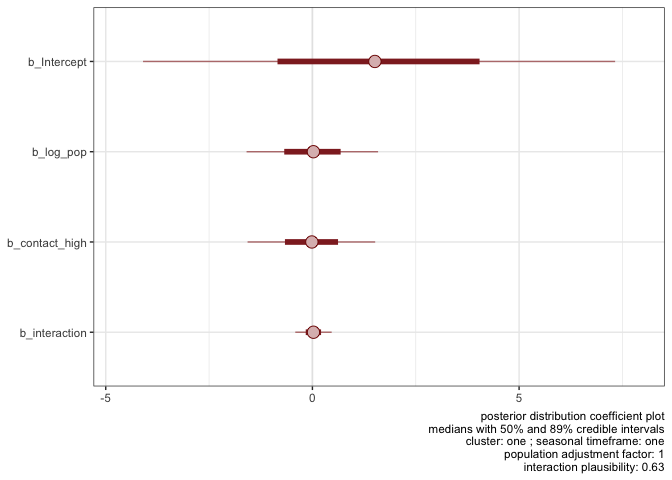 b_Intercept
b_log_pop
b_contact_high
b_interaction
-5 0 5
posterior distribution coefficient plot
medians with 50% and 89% credible intervals
cluster: one ; seasonal timeframe: one
population adjustment factor: 1
interaction plausibility: 0.63